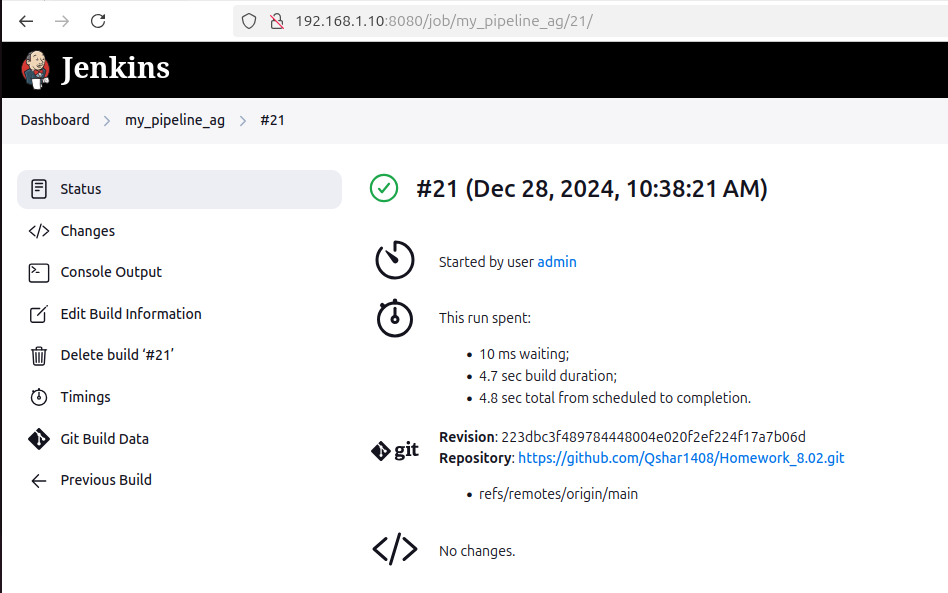 192.168.1.10:8080/job/my_pipeline_ag/21/
Jenkins
Dashboard > my_pipeline_ag > #21
Status
Changes
Console Output
Edit Build Information
Delete build ‘#21’
Timings
Git Build Data
Previous Build
#21 (Dec 28, 2024, 10:38:21 AM)
Started by user admin
This run spent:
• 10 ms waiting;
• 4.7 sec build duration;
• 4.8 sec total from scheduled to completion.
git
Revision: 223dbc3f489784448004e020f2ef224f17a7b06d
Repository: https://github.com/Qshar1408/Homework_8.02.git
• refs/remotes/origin/main
No changes.